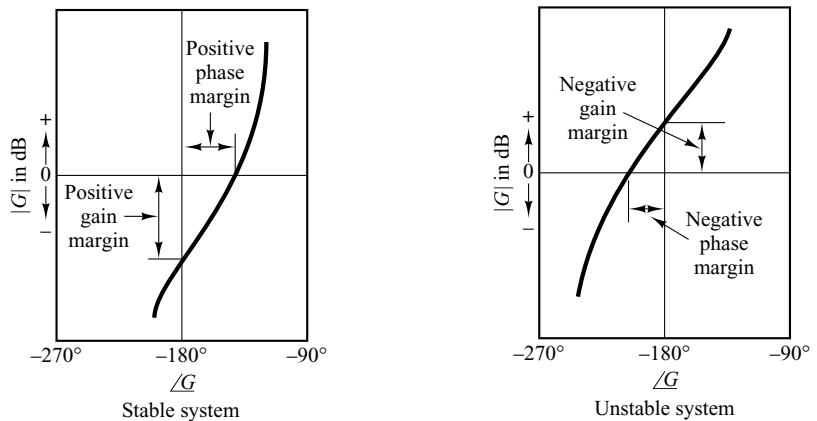 Positive
phase
margin
|G| in dB
+
0
–
Positive
gain
margin
–270°
–180°
–90°
/G
Stable system
Negative
gain
margin
|G| in dB
+
0
–
Negative
phase
margin
–270°
–180°
–90°
/G
Unstable system